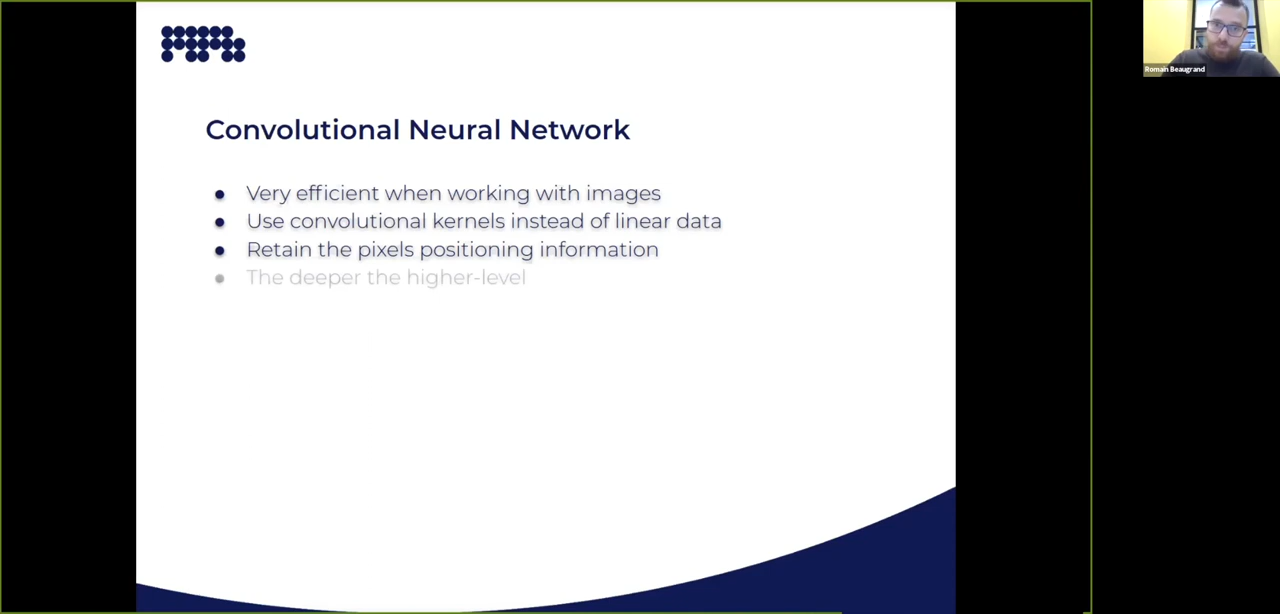 Convolutional Neural Network
● Very efficient when working with images
● Use convolutional kernels instead of linear data
● Retain the pixels positioning information
● The deeper the higher-level
Romain Beaugrand